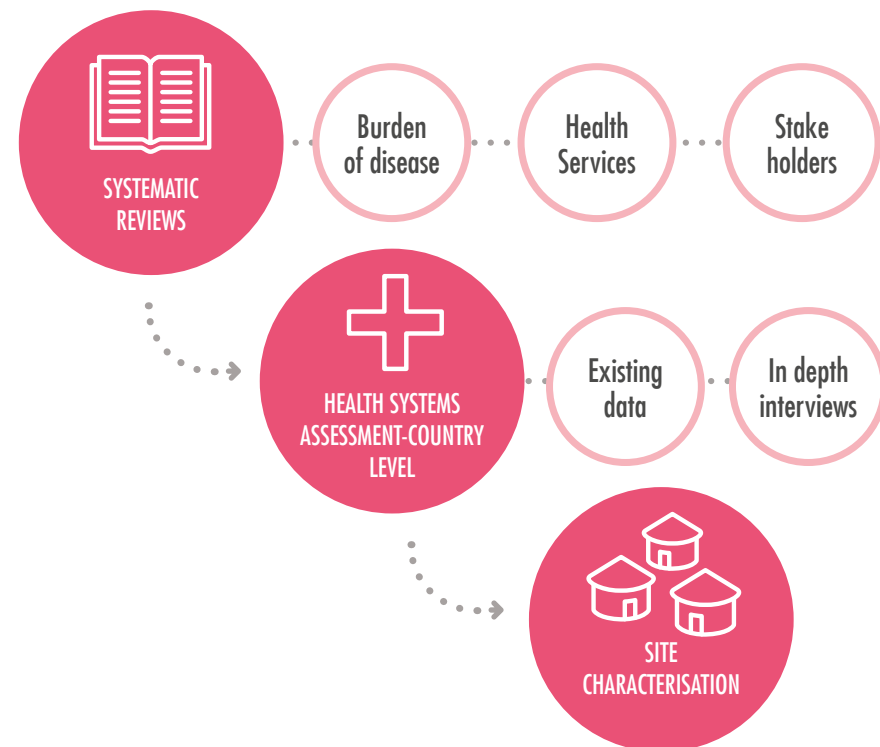 SYSTEMATIC
REVIEWS
Burden
of disease
Health
Services
Stake
holders
HEALTH SYSTEMS
ASSESSMENT-COUNTRY
LEVEL
Existing
data
In depth
interviews
SITE
CHARACTERISATION